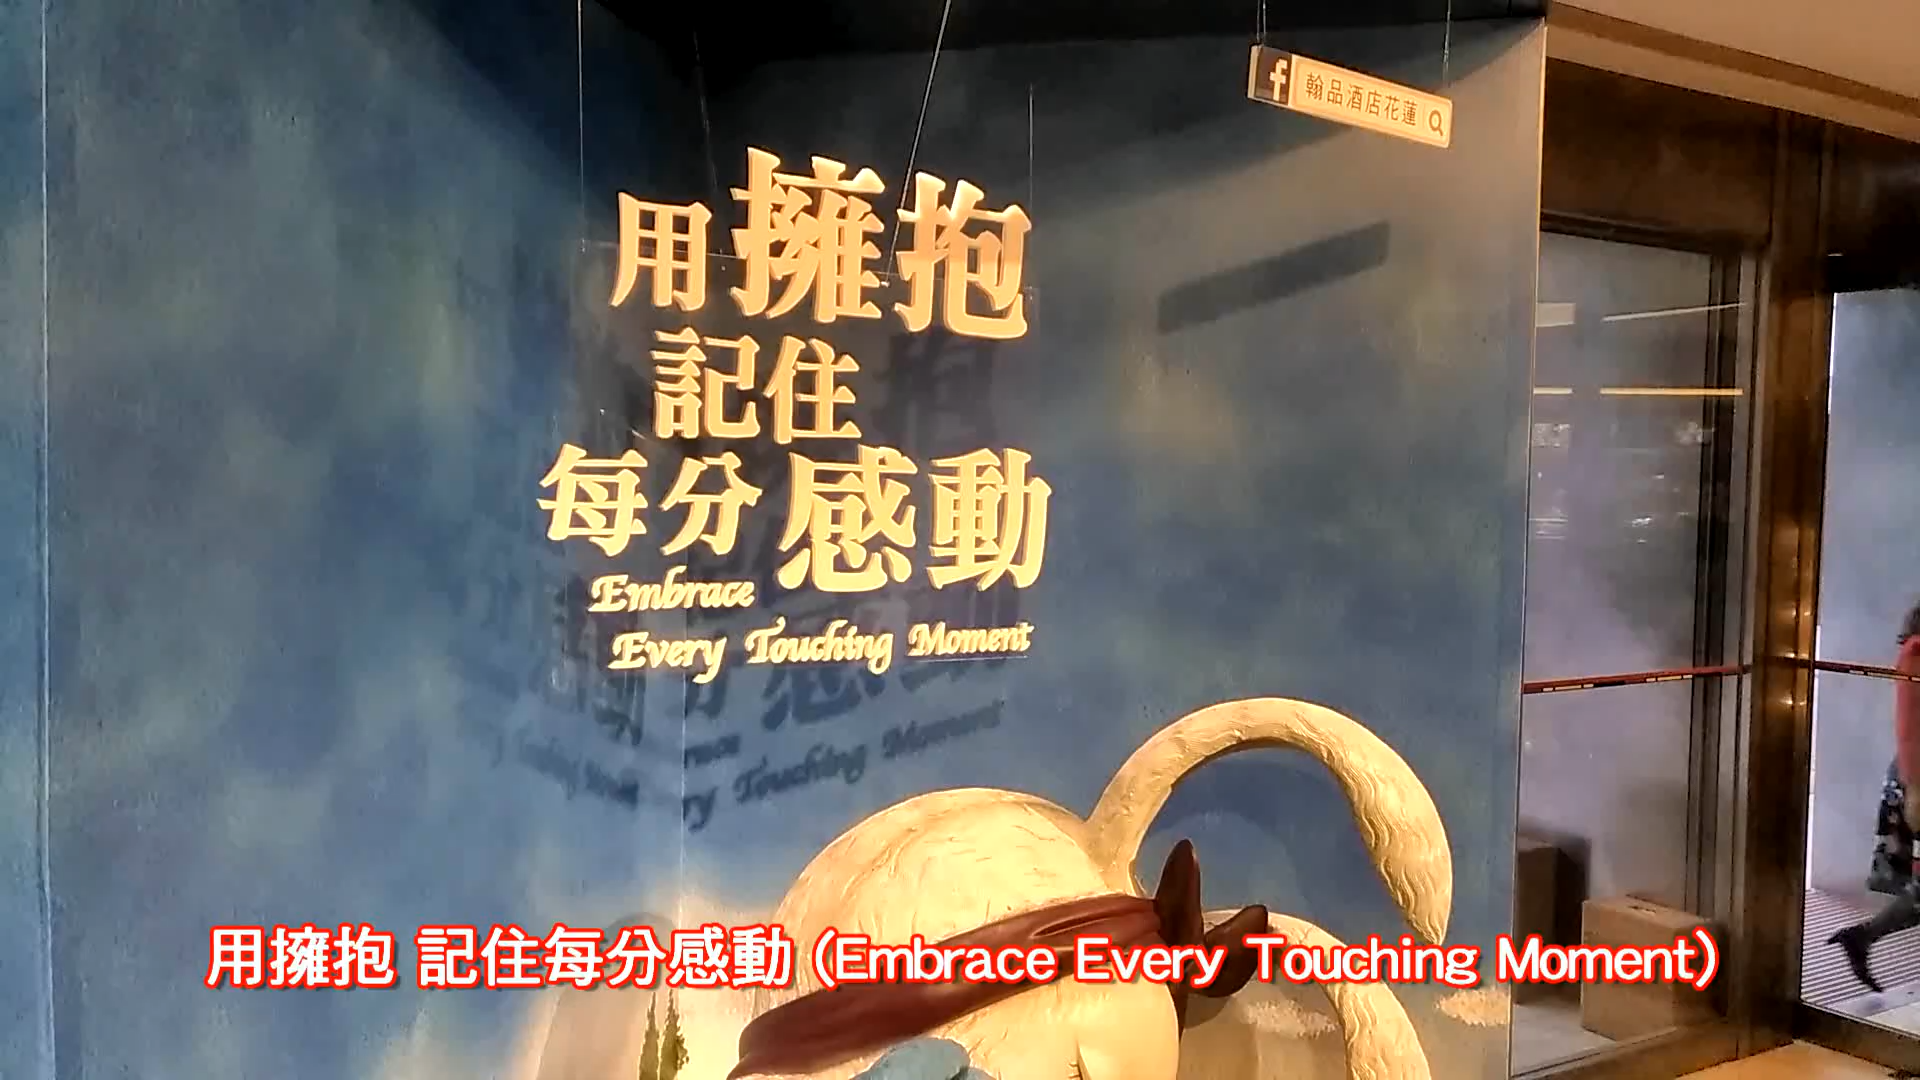 f 翰品酒店花蓮
用擁抱
記住
每分感動
Embrace
Every Touching Moment
用擁抱 記住每分感動 (Embrace Every Touching Moment)